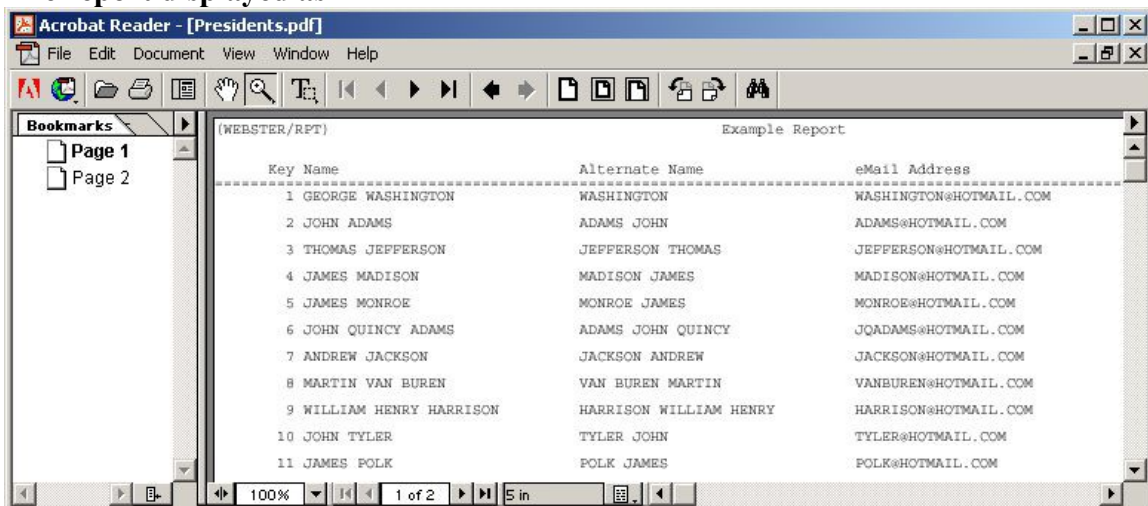 Acrobat Reader - [Presidents.pdf]
File Edit Document View Window Help
Bookmarks
Page 1
Page 2
(WEBSTER/RPT) Example Report
Key Name Alternate Name eMail Address
1 GEORGE WASHINGTON WASHINGTON WASHINGTON@HOTMAIL.COM
2 JOHN ADAMS ADAMS JOHN ADAMS@HOTMAIL.COM
3 THOMAS JEFFERSON JEFFERSON THOMAS JEFFERSON@HOTMAIL.COM
4 JAMES MADISON MADISON JAMES MADISON@HOTMAIL.COM
5 JAMES MONROE MONROE JAMES MONROE@HOTMAIL.COM
6 JOHN QUINCY ADAMS ADAMS JOHN QUINCY JQADAMS@HOTMAIL.COM
7 ANDREW JACKSON JACKSON ANDREW JACKSON@HOTMAIL.COM
8 MARTIN VAN BUREN VAN BUREN MARTIN VANBUREN@HOTMAIL.COM
9 WILLIAM HENRY HARRISON HARRISON WILLIAM HENRY HARRISON@HOTMAIL.COM
10 JOHN TYLER TYLER JOHN TYLER@HOTMAIL.COM
11 JAMES POLK POLK JAMES POLK@HOTMAIL.COM
100% 1 of 2 5 in